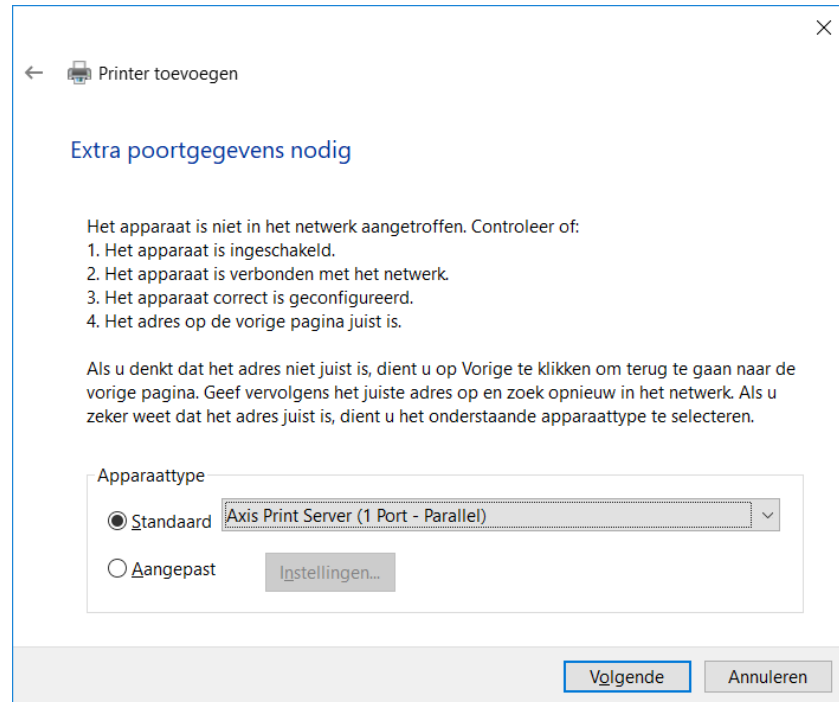 Printer toevoegen
Extra poortgegevens nodig
Het apparaat is niet in het netwerk aangetroffen. Controleer of:
1. Het apparaat is ingeschakeld.
2. Het apparaat is verbonden met het netwerk.
3. Het apparaat correct is geconfigureerd.
4. Het adres op de vorige pagina juist is.
Als u denkt dat het adres niet juist is, dient u op Vorige te klikken om terug te gaan naar de
vorige pagina. Geef vervolgens het juiste adres op en zoek opnieuw in het netwerk. Als u
zeker weet dat het adres juist is, dient u het onderstaande apparaattype te selecteren.
Apparaattype
Standaard Axis Print Server (1 Port - Parallel)
Aangepast Instellingen...
Volgende Annuleren